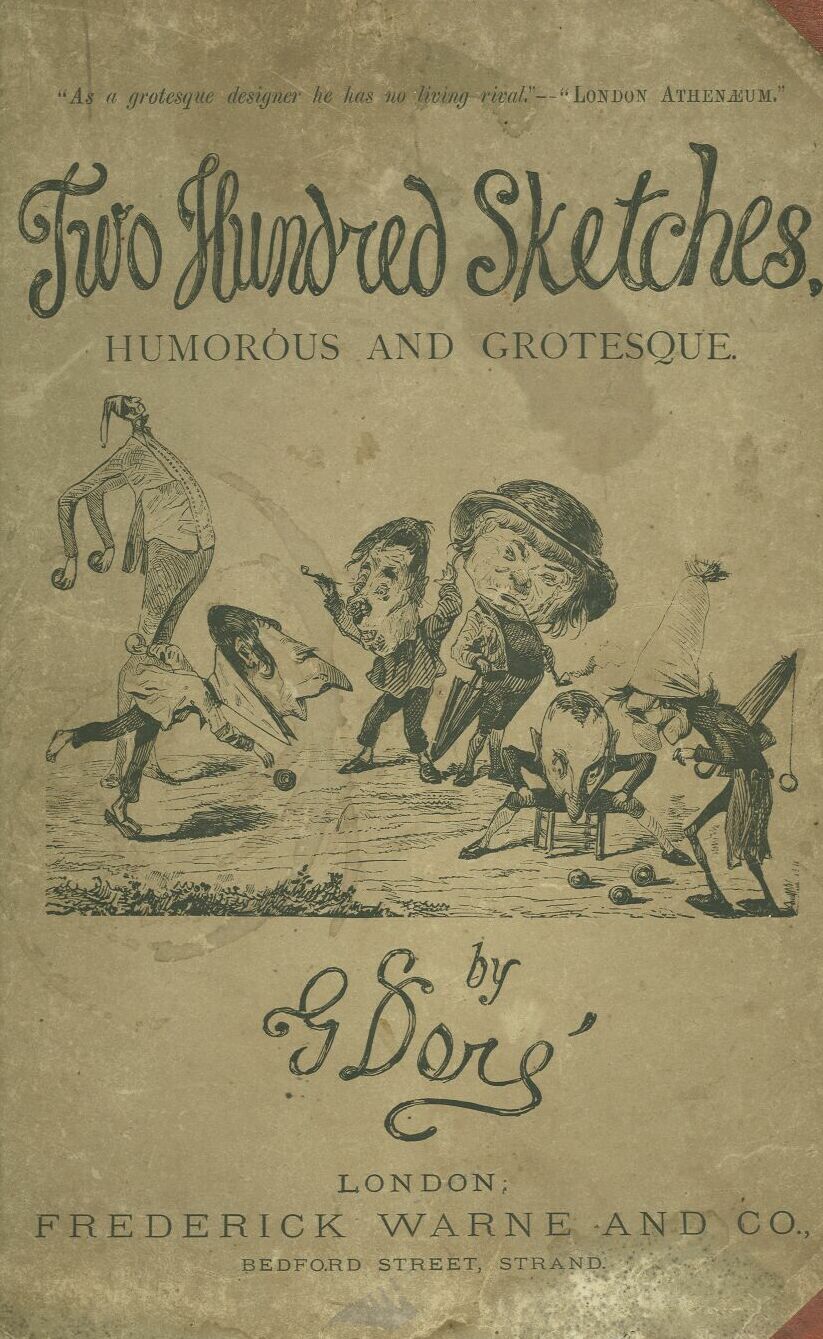 "As a grotesque designer he has no living rival."--"LONDON ATHENÆUM."
Two Hundred Sketches,
HUMOROUS AND GROTESQUE.
by
G Doré
LONDON:
FREDERICK WARNE AND CO.,
BEDFORD STREET, STRAND.